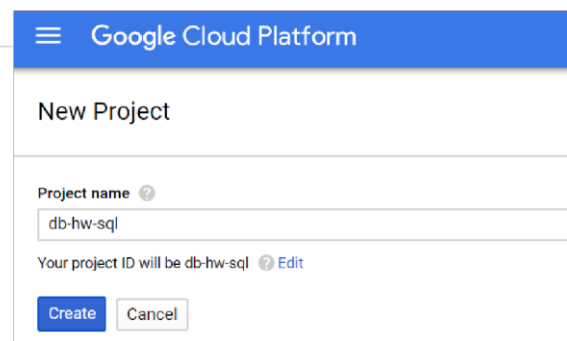 Google Cloud Platform
New Project
Project name ?
db-hw-sql
Your project ID will be db-hw-sql ? Edit
Create Cancel